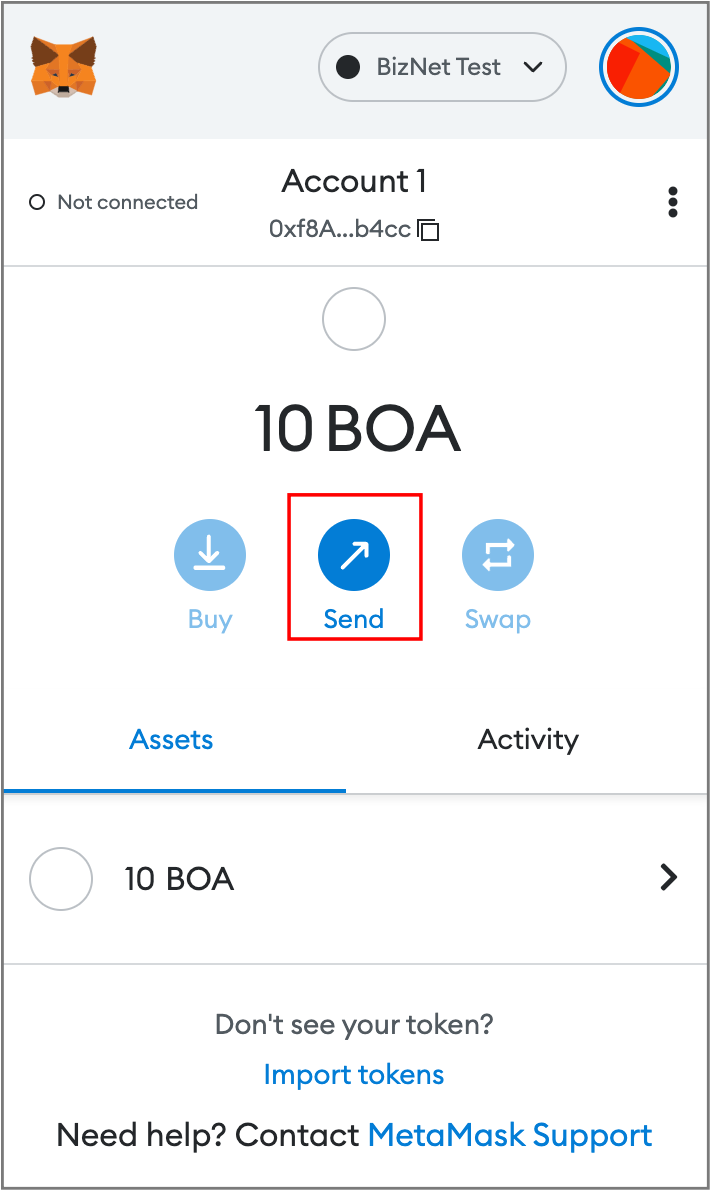 BizNet Test
Account 1
Not connected
0xf8A...b4cc
10 BOA
Buy
Send
Swap
Assets
Activity
10 BOA
Don't see your token?
Import tokens
Need help? Contact MetaMask Support